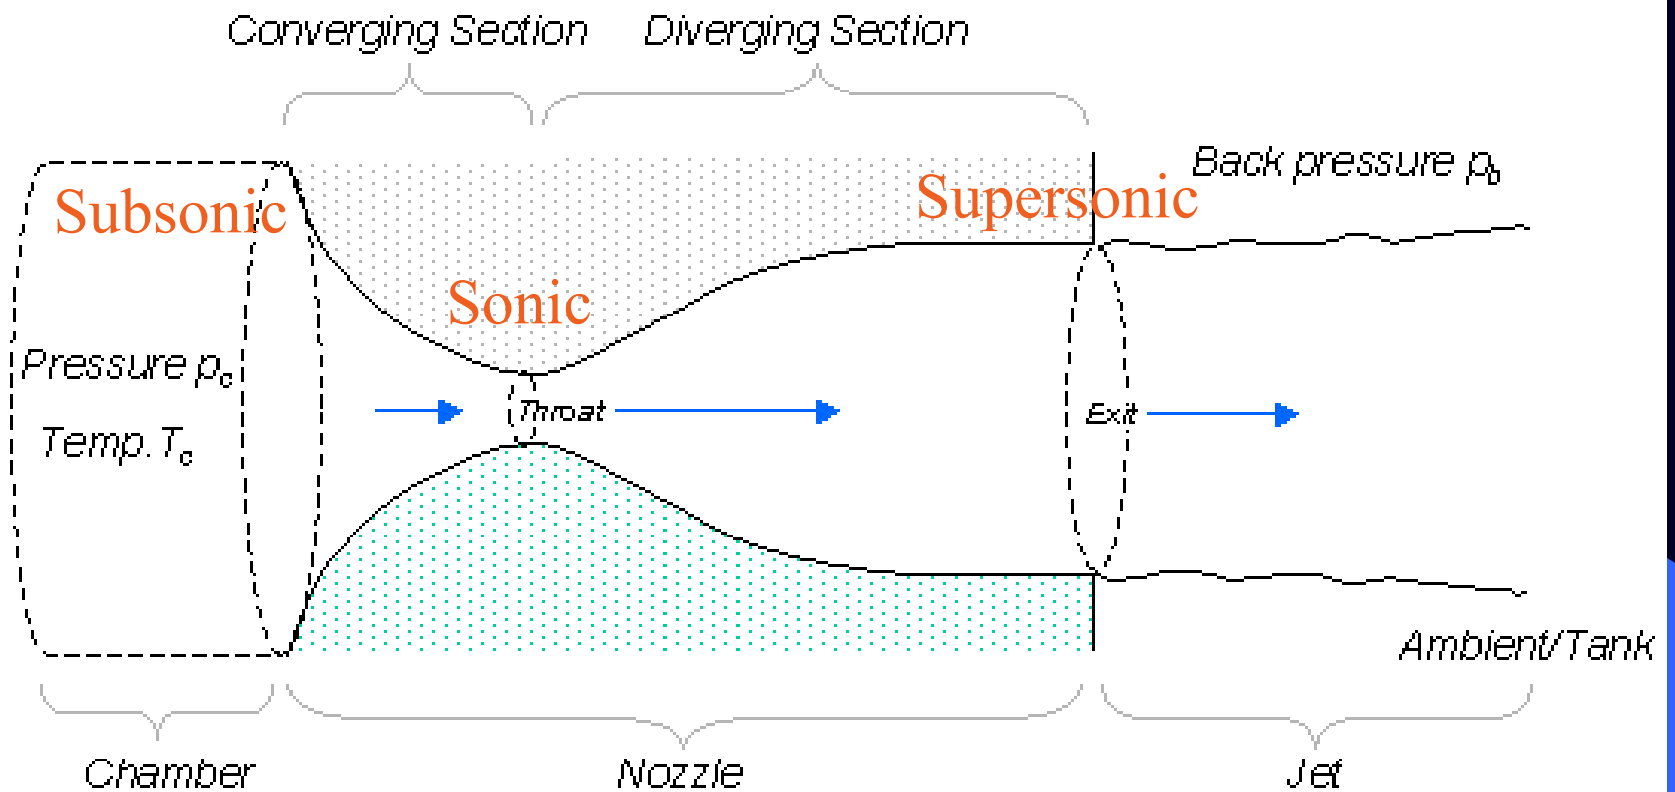 Converging Section
Diverging Section
Back pressure pb
Subsonic
Supersonic
Sonic
Pressure pc
Temp. Tc
Throat
Exit
Ambient/Tank
Chamber
Nozzle
Jet